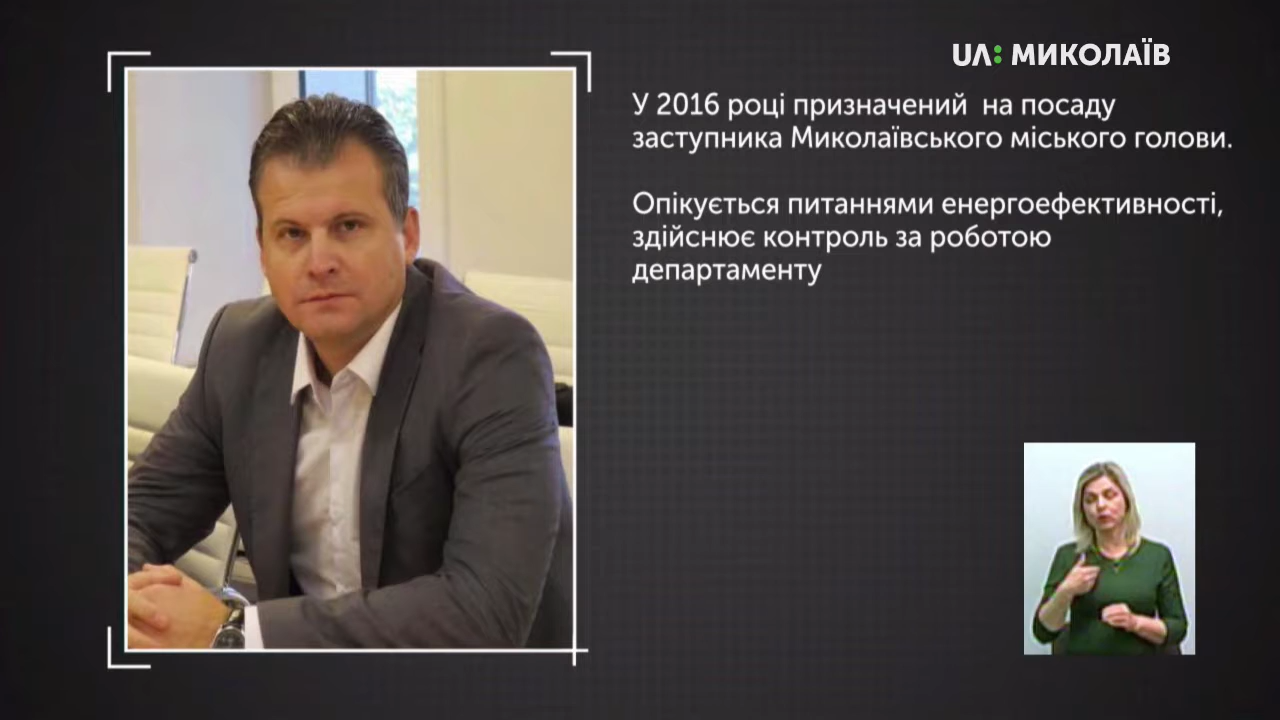 UA: МИКОЛАЇВ
У 2016 році призначений  на посаду
заступника Миколаївського міського голови.
Опікується питаннями енергоефективності,
здійснює контроль за роботою
департаменту